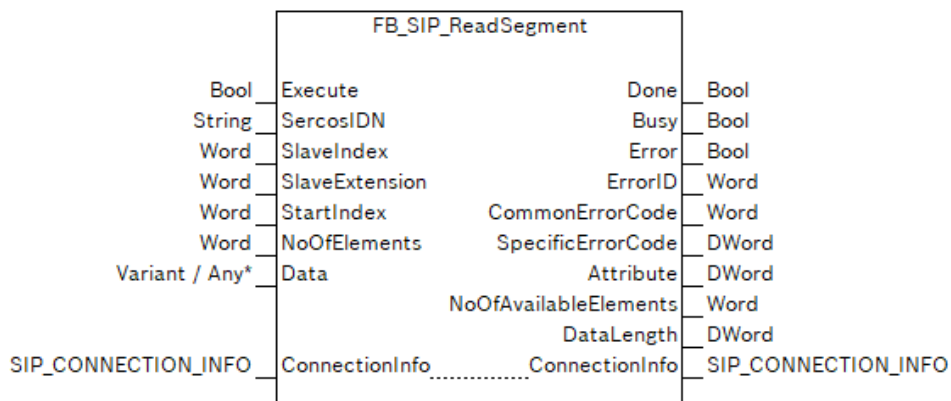 FB_SIP_ReadSegment
Bool Execute Done Bool
String SercosIDN Busy Bool
Word SlaveIndex Error Bool
Word SlaveExtension ErrorID Word
Word StartIndex CommonErrorCode Word
Word NoOfElements SpecificErrorCode DWord
Variant / Any* Data Attribute DWord
NoOfAvailableElements Word
DataLength DWord
SIP_CONNECTION_INFO ConnectionInfo ConnectionInfo SIP_CONNECTION_INFO